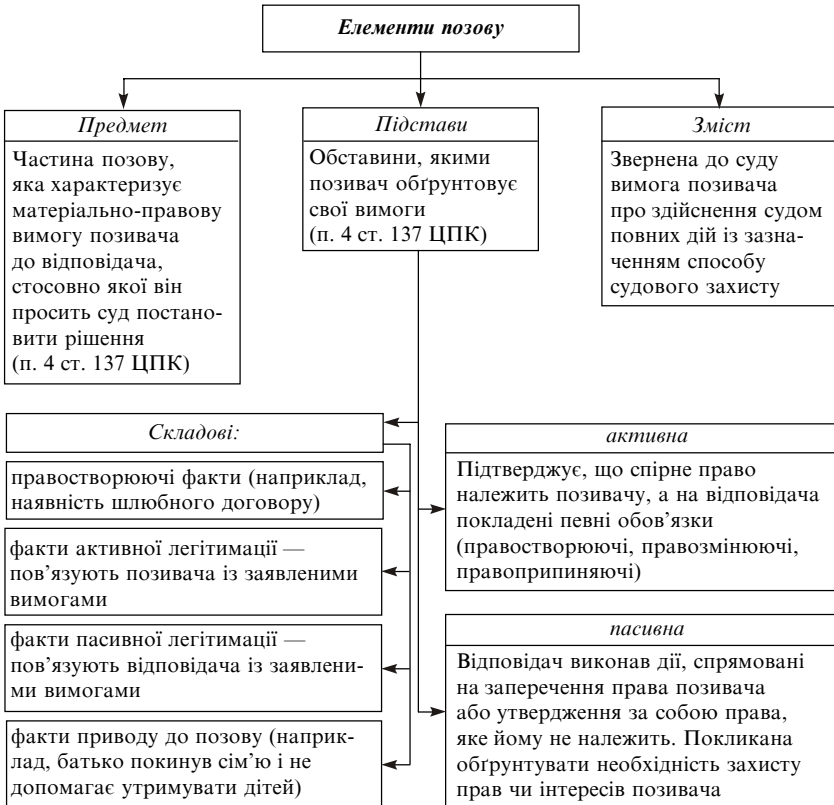 Елементи позову
Предмет
Частина позову,
яка характеризує
матеріально-правову
вимогу позивача
до відповідача,
стосовно якої він
просить суд постано-
вити рішення
(п. 4 ст. 137 ЦПК)
Підстави
Обставини, якими
позивач обґрунтовує
свої вимоги
(п. 4 ст. 137 ЦПК)
Зміст
Звернена до суду
вимога позивача
про здійснення судом
повних дій із зазна-
ченням способу
судового захисту
Складові:
правостворюючі факти (наприклад,
наявність шлюбного договору)
факти активної легітимації —
пов’язують позивача із заявленими
вимогами
факти пасивної легітимації —
пов’язують відповідача із заявлени-
ми вимогами
факти приводу до позову (наприк-
лад, батько покинув сім’ю і не
допомагає утримувати дітей)
активна
Підтверджує, що спірне право
належить позивачу, а на відповідача
покладені певні обов’язки
(правостворюючі, правозмінюючі,
правоприпиняючі)
пасивна
Відповідач виконав дії, спрямовані
на заперечення права позивача
або утвердження за собою права,
яке йому не належить. Покликана
обґрунтувати необхідність захисту
прав чи інтересів позивача